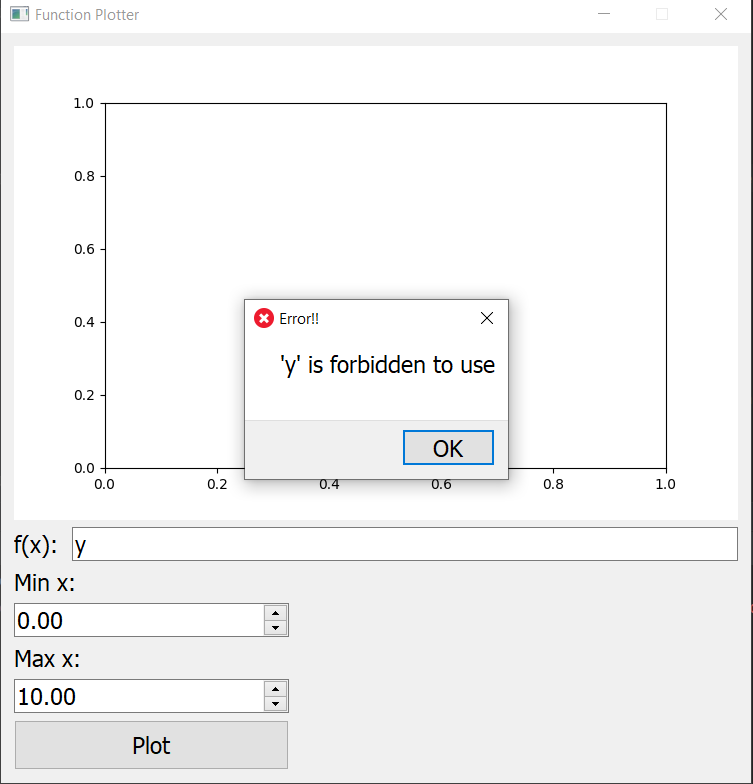 Function Plotter
1.0
0.8
0.6
0.4
0.2
0.0
0.0 0.2 0.4 0.6 0.8 1.0
Error!!
'y' is forbidden to use
OK
f(x): y
Min x:
0.00
Max x:
10.00
Plot